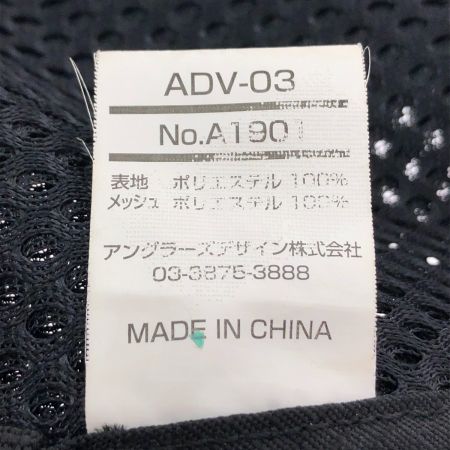 ADV-03
No.A1901
表地 ポリエステル 100%
メッシュ ポリエステル 100%
アングラーズデザイン株式会社
03-3875-3888
MADE IN CHINA